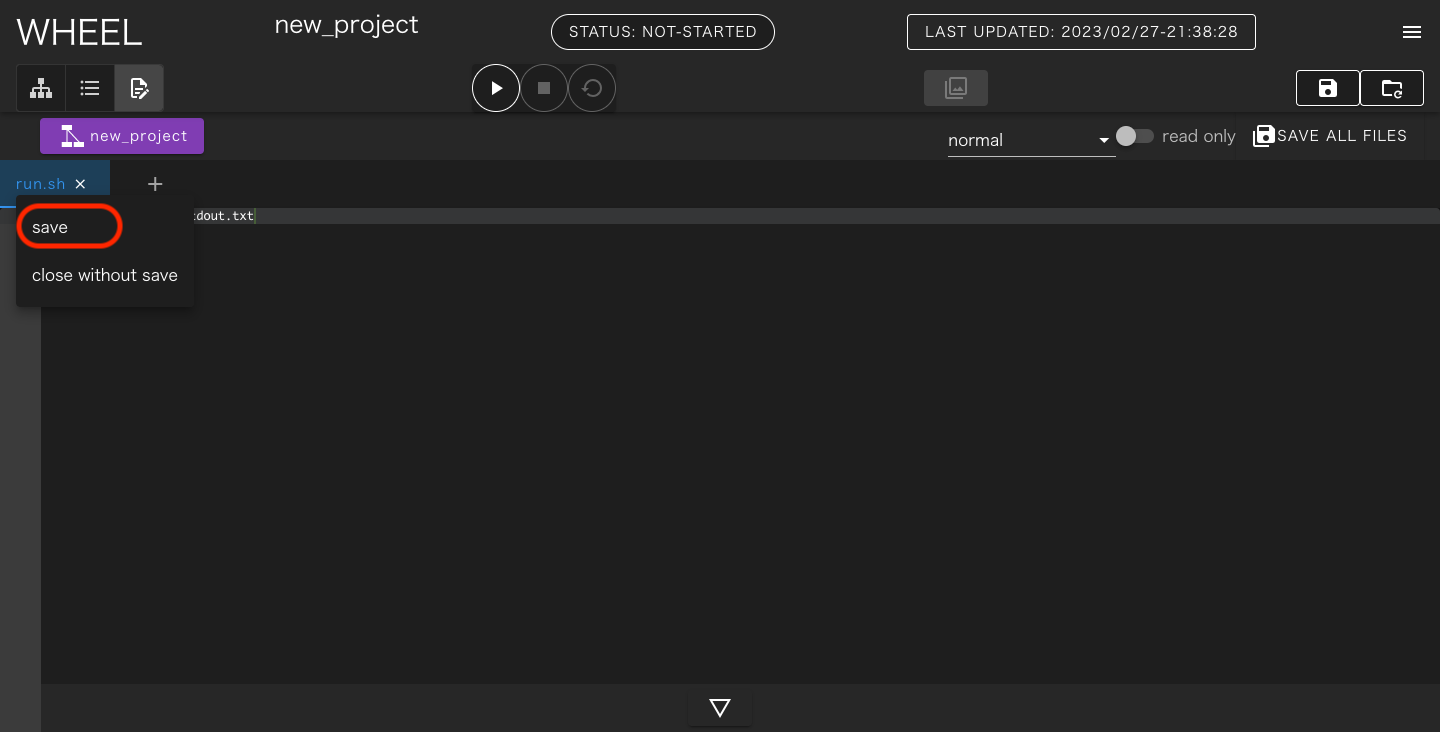 WHEEL
new_project
STATUS: NOT-STARTED
LAST UPDATED: 2023/02/27-21:38:28
new_project
normal
read only
SAVE ALL FILES
run.sh
dout.txt
save
close without save